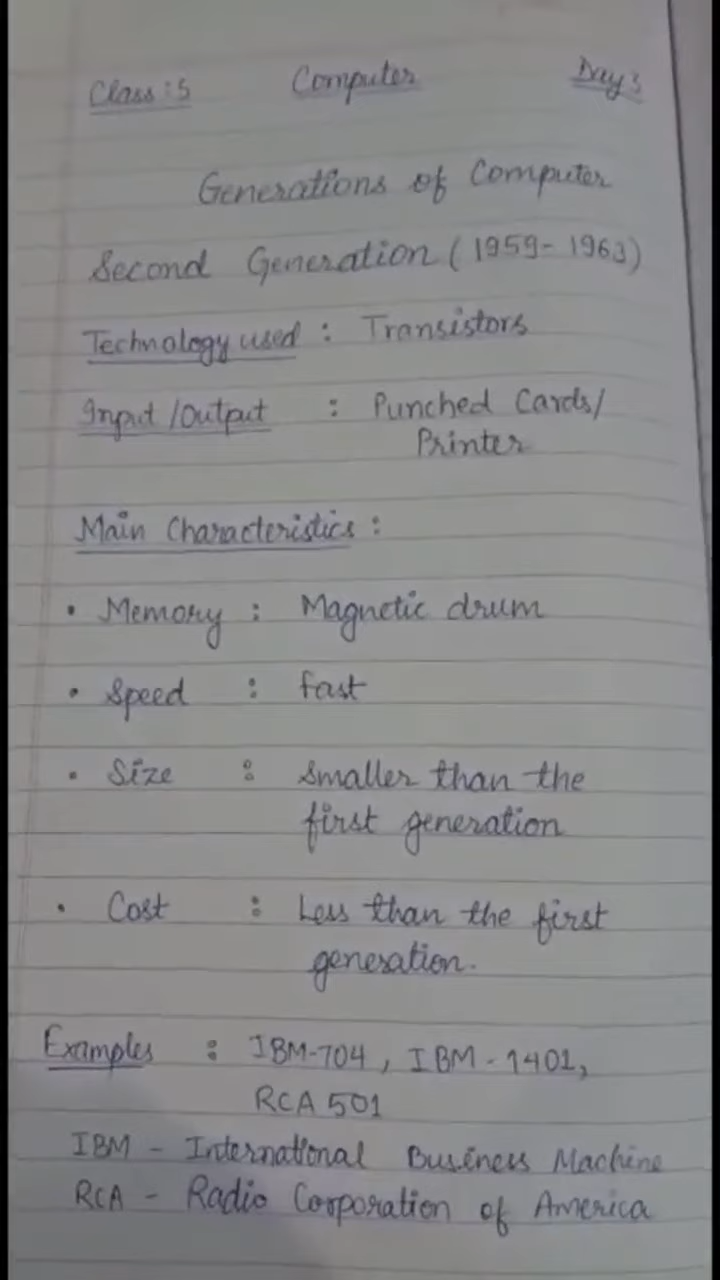 Class: 5 Computer Day 3
Generations of Computer
Second Generation (1959-1963)
Technology used : Transistors
Input/Output : Punched Cards/
Printer
Main Characteristics :
• Memory : Magnetic drum
• Speed : fast
• Size : smaller than the
first generation
• Cost : Less than the first
generation.
Examples : IBM-704, IBM-1401,
RCA 501
IBM - International Business Machine
RCA - Radio Corporation of America